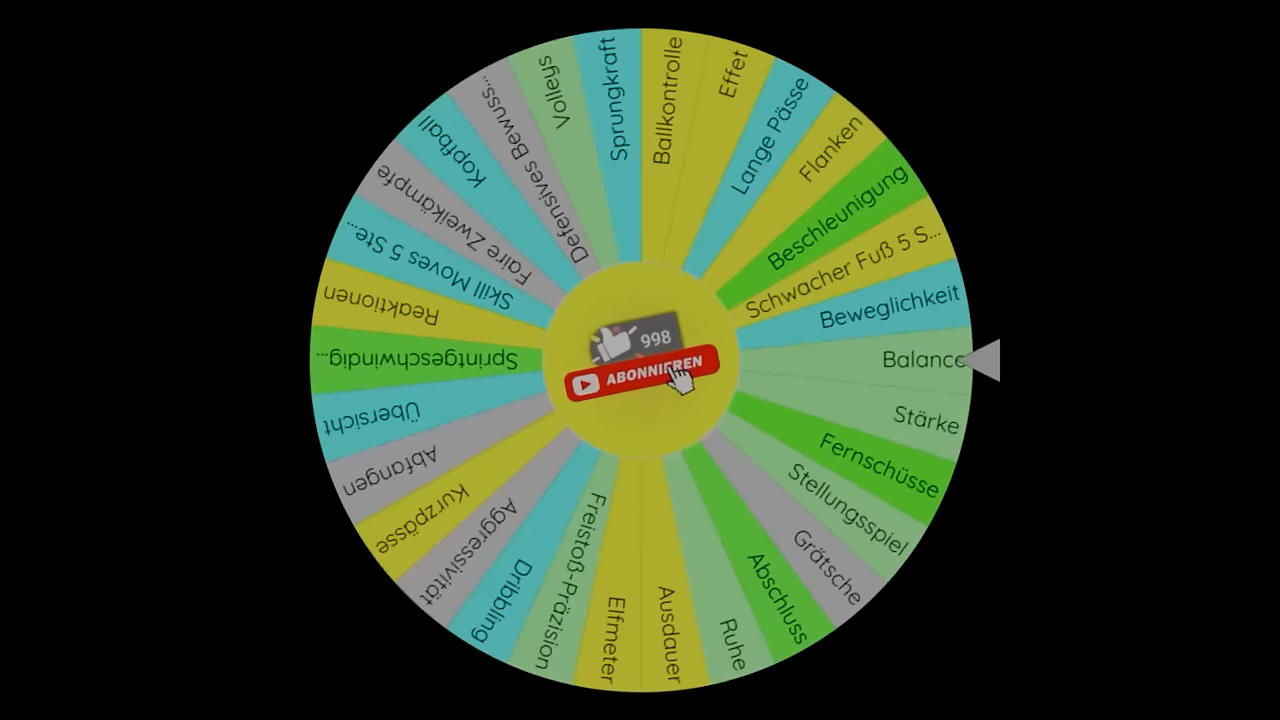 Ballkontrolle
Effet
Lange Pässe
Flanken
Beschleunigung
Schwacher Fuß 5 S...
Beweglichkeit
Balance
Stärke
Fernschüsse
Stellungsspiel
Grätsche
Abschluss
Ruhe
Ausdauer
Elfmeter
Freistoß-Präzision
Dribbling
Aggressivität
Kurzpässe
Abfangen
Übersicht
Sprintgeschwindig...
Reaktionen
Skill Moves 5 Ste...
Faire Zweikämpfe
Kopfball
Defensives Bewuss...
Volleys
Sprungkraft
998
ABONNIEREN